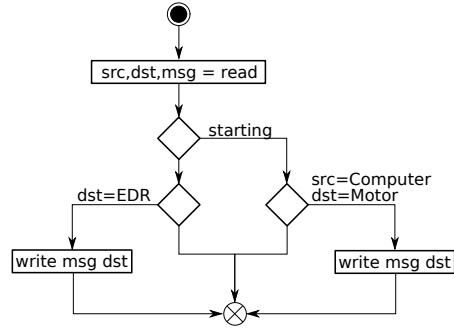 src,dst,msg = read
starting
dst=EDR
src=Computer
dst=Motor
write msg dst
write msg dst